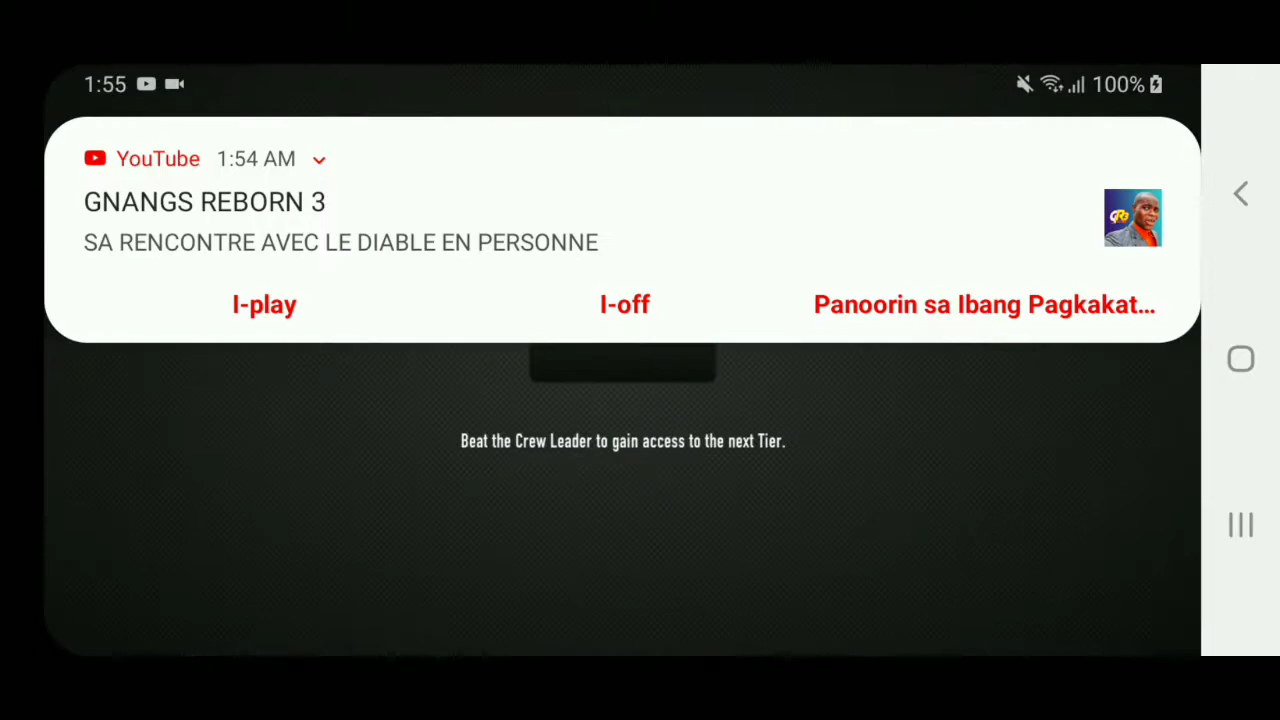 1:55 100%
YouTube 1:54 AM
GNANGS REBORN 3
SA RENCONTRE AVEC LE DIABLE EN PERSONNE
I-play I-off Panoorin sa Ibang Pagkakat...
Beat the Crew Leader to gain access to the next Tier.